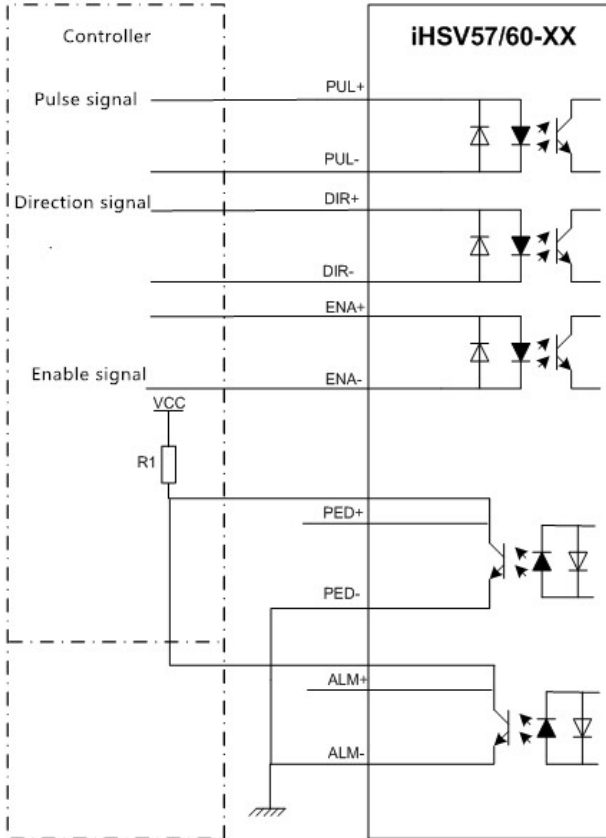 Controller
iHSV57/60-XX
PUL+
Pulse signal
PUL-
Direction signal
DIR+
DIR-
ENA+
Enable signal
ENA-
VCC
R1
PED+
PED-
ALM+
ALM-